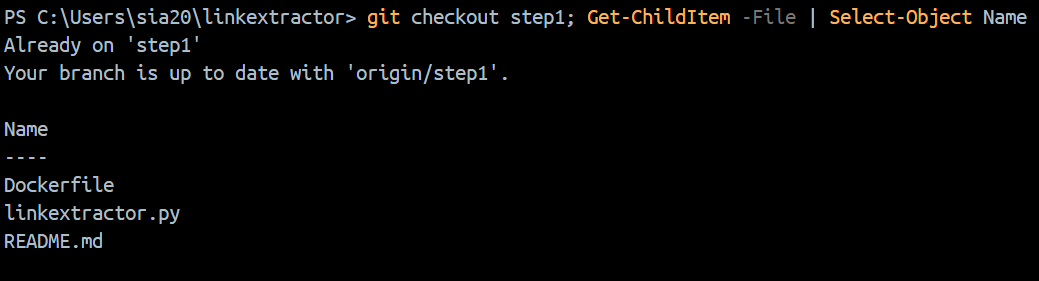 PS C:\Users\sia20\linkextractor> git checkout step1; Get-ChildItem -File | Select-Object Name
Already on 'step1'
Your branch is up to date with 'origin/step1'.
Name
----
Dockerfile
linkextractor.py
README.md